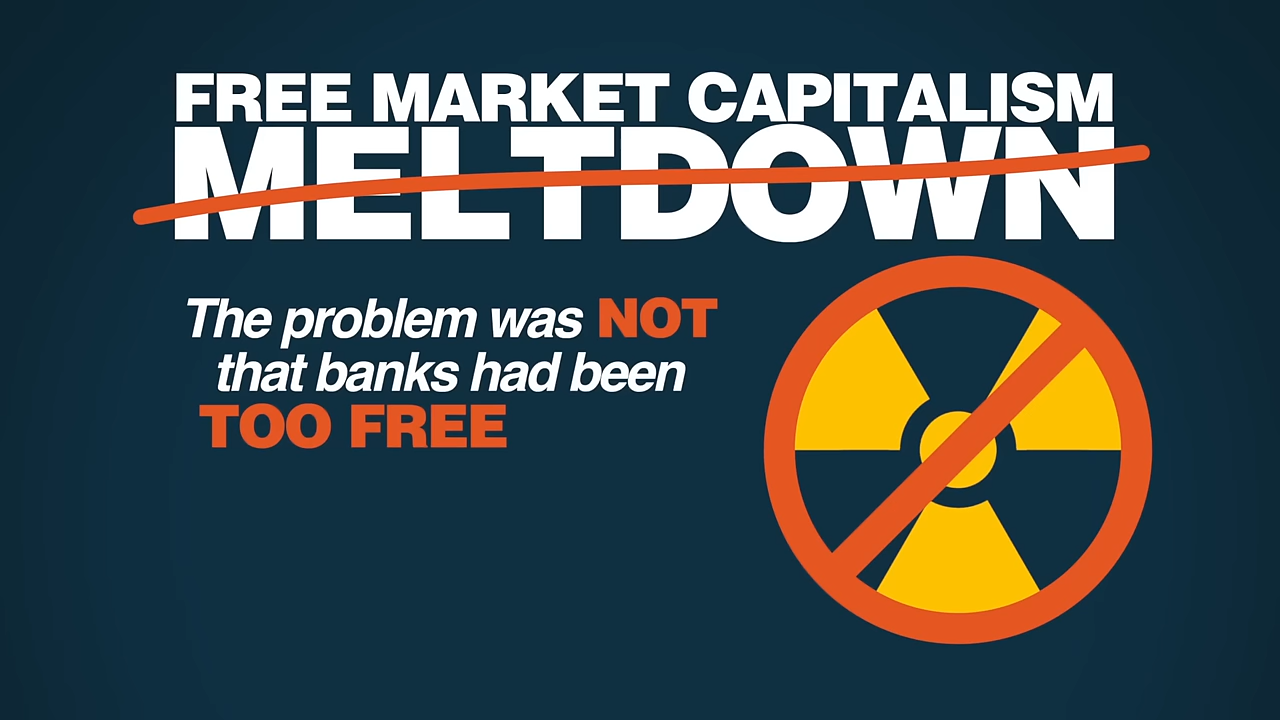 FREE MARKET CAPITALISM
MELTDOWN
The problem was NOT
that banks had been
TOO FREE